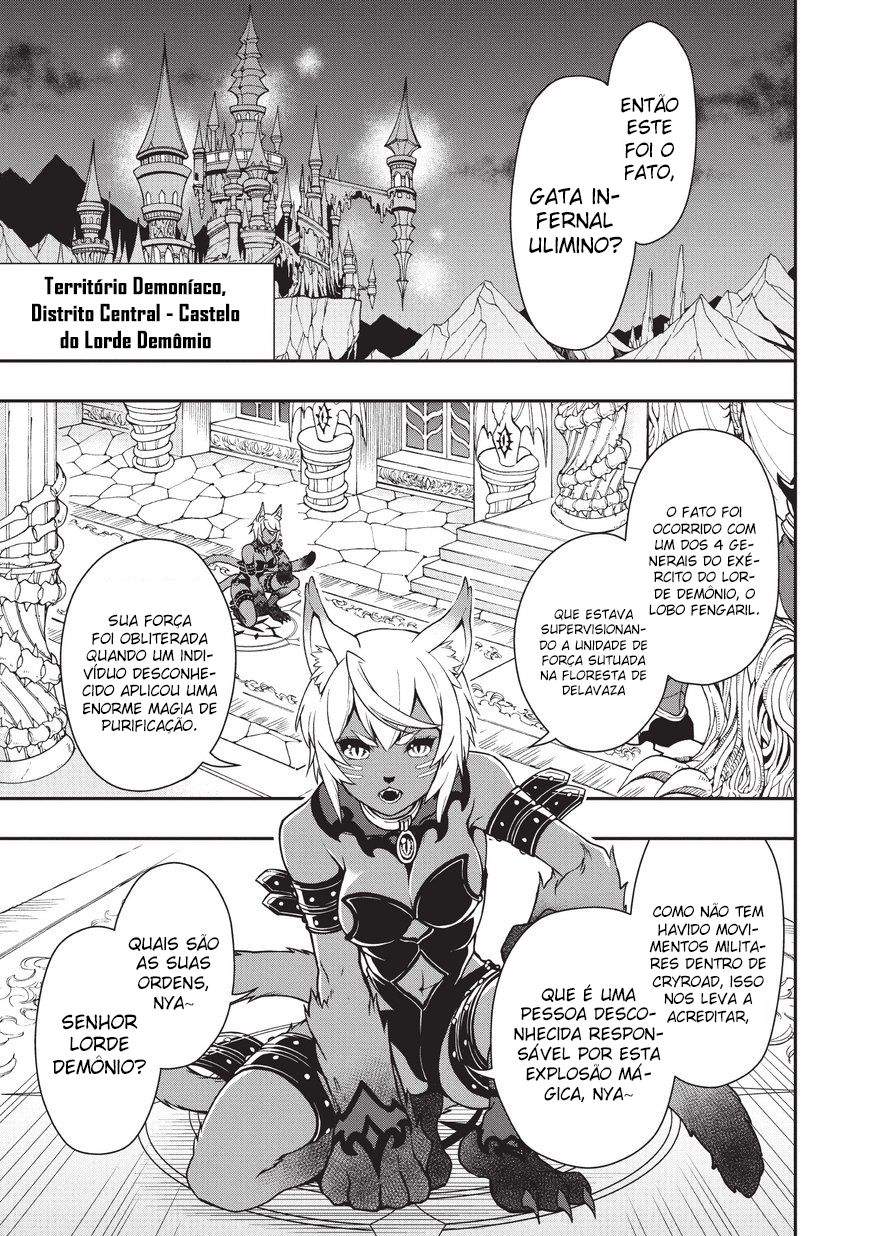 ENTÃO
ESTE
FOI O
FATO,
GATA IN-
FERNAL
ULIMINO?
Território Demoníaco,
Distrito Central - Castelo
do Lorde Demômio
O FATO FOI
OCORRIDO COM
UM DOS 4 GE-
NERAIS DO EXÉ-
RCITO DO LOR-
DE DEMÔNIO, O
LOBO FENGARIL.
QUE ESTAVA
SUPERVISIONAN-
DO A UNIDADE DE
FORÇA SUTUADA
NA FLORESTA DE
DELAVAZA
SUA FORÇA
FOI OBLITERADA
QUANDO UM INDI-
VÍDUO DESCONHE-
CIDO APLICOU UMA
ENORME MAGIA DE
PURIFICAÇÃO.
COMO NÃO TEM
HAVIDO MOVI-
MENTOS MILITA-
RES DENTRO DE
CRYROAD, ISSO
NOS LEVA A
ACREDITAR,
QUE É UMA
PESSOA DESCO-
NHECIDA RESPON-
SÁVEL POR ESTA
EXPLOSÃO MÁ-
GICA, NYA~
QUAIS SÃO
AS SUAS
ORDENS,
NYA~
SENHOR
LORDE
DEMÔNIO?